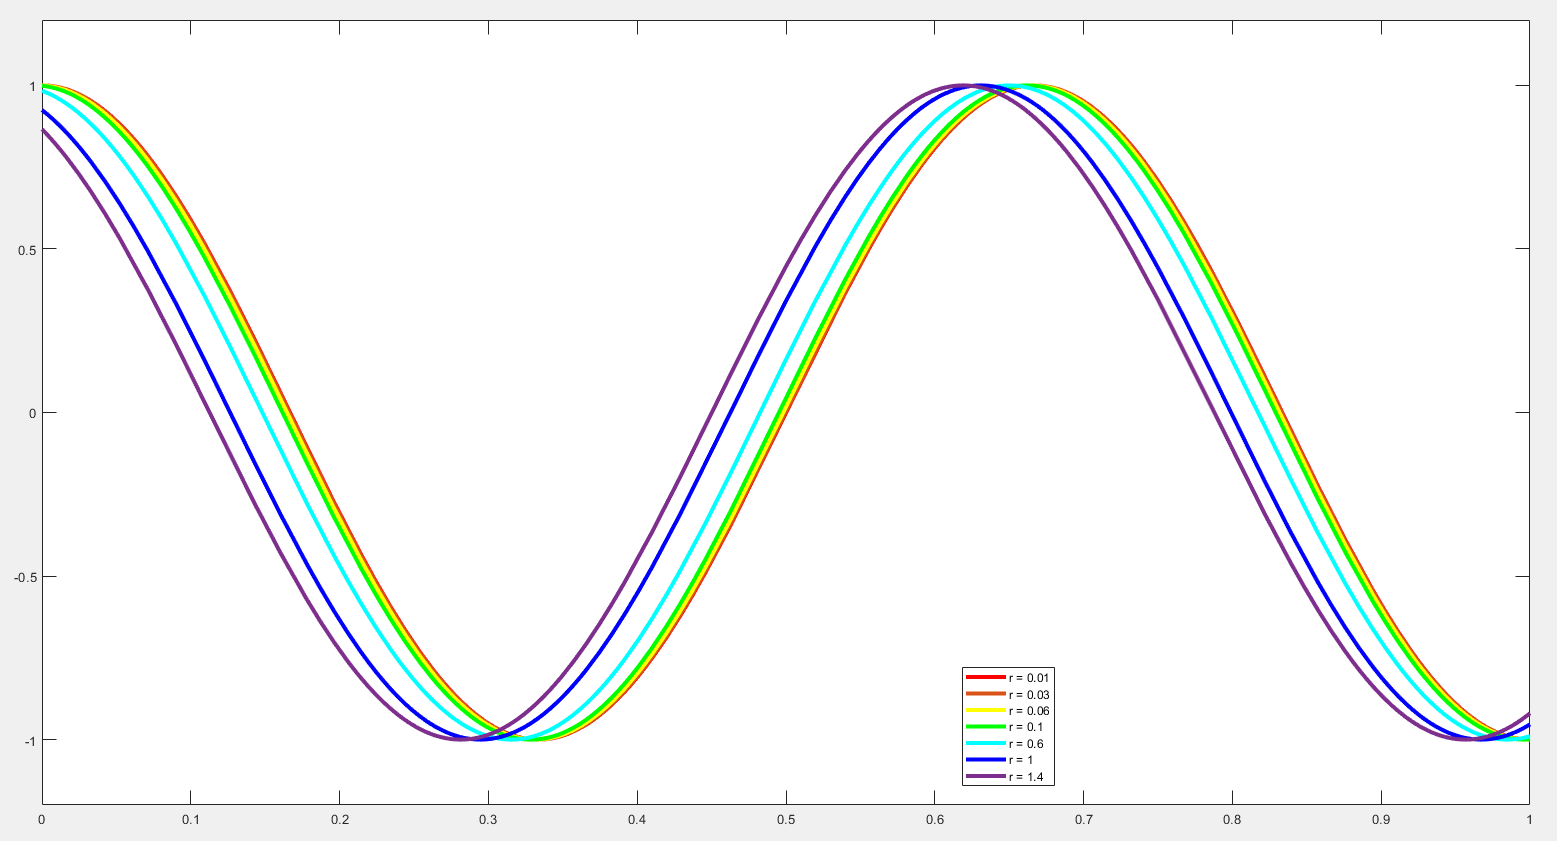 1
0.5
0
-0.5
-1
0 0.1 0.2 0.3 0.4 0.5 0.6 0.7 0.8 0.9 1
r = 0.01
r = 0.03
r = 0.06
r = 0.1
r = 0.6
r = 1
r = 1.4